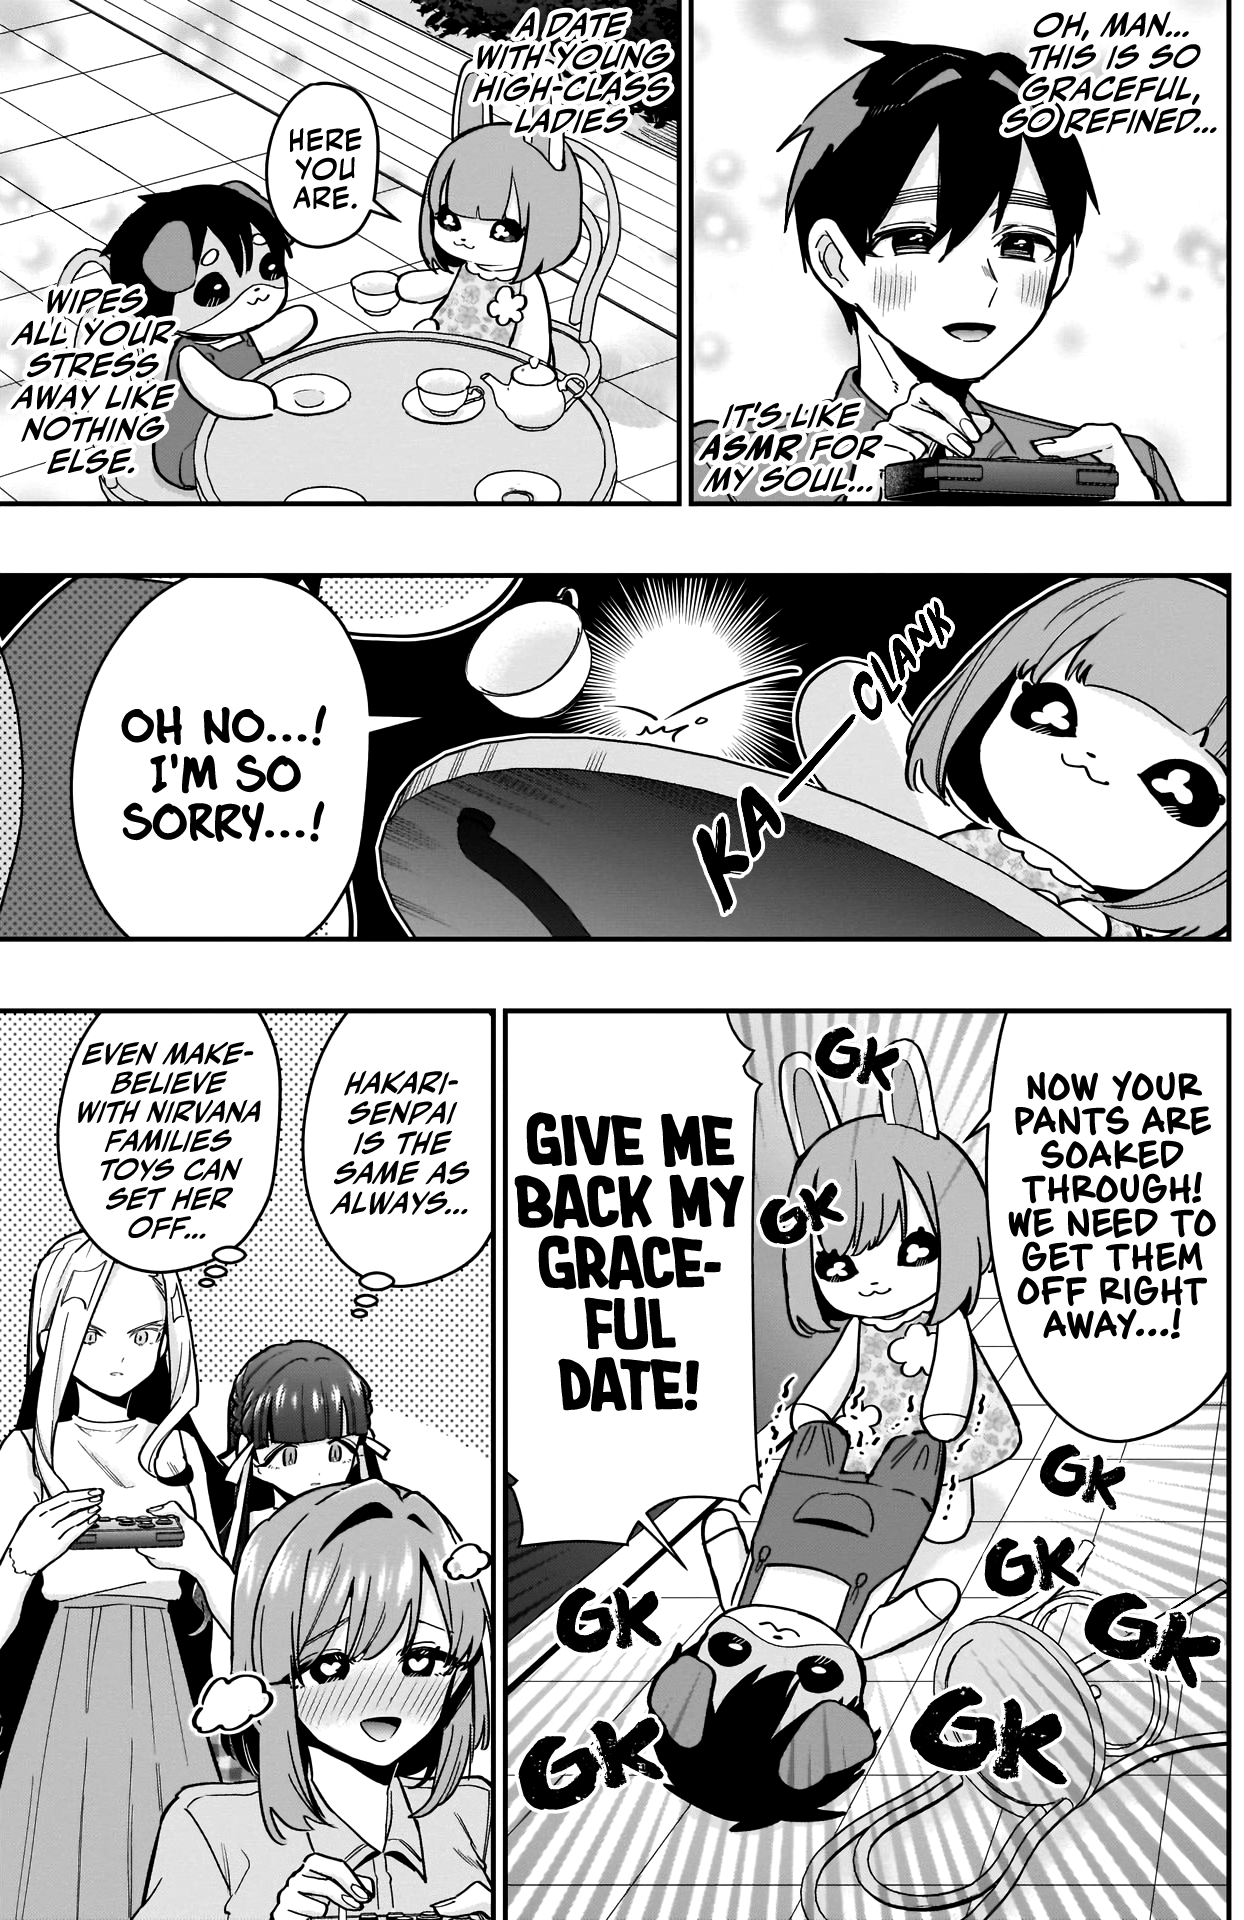 OH, MAN...
THIS IS SO
GRACEFUL,
SO REFINED...
IT'S LIKE
ASMR FOR
MY SOUL...
A DATE
WITH YOUNG
HIGH-CLASS
LADIES
HERE
YOU
ARE.
WIPES
ALL YOUR
STRESS
AWAY LIKE
NOTHING
ELSE.
KA—CLANK
OH NO...!
I'M SO
SORRY...!
NOW YOUR
PANTS ARE
SOAKED
THROUGH!
WE NEED TO
GET THEM
OFF RIGHT
AWAY...!
GK
GK
GK
GK
GK
GK
GK
GK
GIVE ME
BACK MY
GRACE-
FUL
DATE!
HAKARI-
SENPAI
IS THE
SAME AS
ALWAYS...
EVEN MAKE-
BELIEVE
WITH NIRVANA
FAMILIES
TOYS CAN
SET HER
OFF...